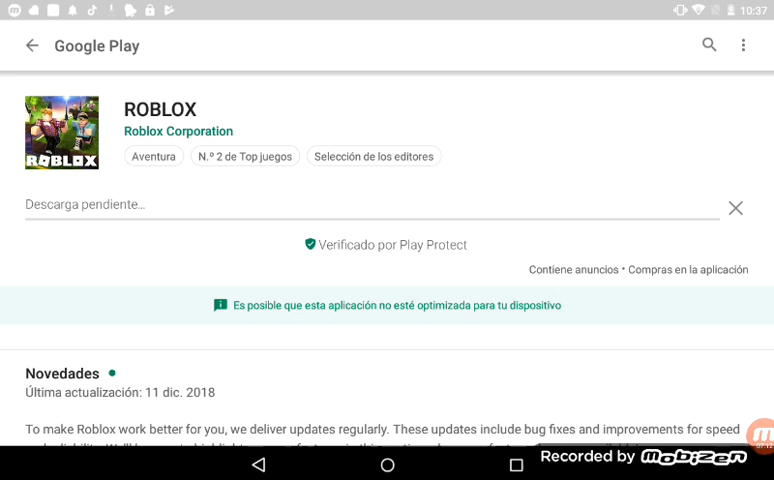 10:37
Google Play
ROBLOX
ROBLOX
Roblox Corporation
Aventura
N.º 2 de Top juegos
Selección de los editores
Descarga pendiente...
Verificado por Play Protect
Contiene anuncios • Compras en la aplicación
Es posible que esta aplicación no esté optimizada para tu dispositivo
Novedades
Última actualización: 11 dic. 2018
To make Roblox work better for you, we deliver updates regularly. These updates include bug fixes and improvements for speed
Recorded by mobizen